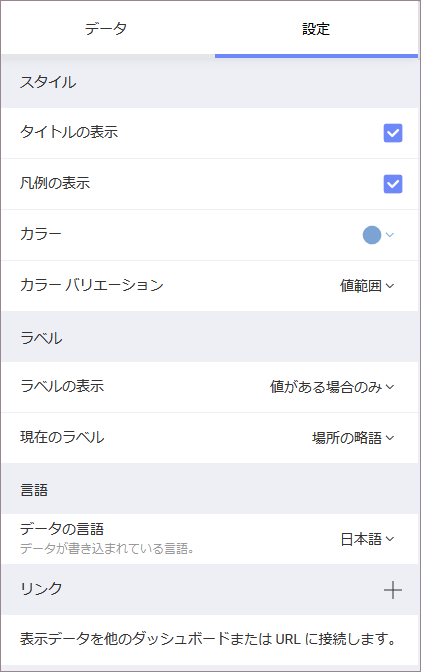 データ 設定
スタイル
タイトルの表示
凡例の表示
カラー
カラー バリエーション 値範囲
ラベル
ラベルの表示 値がある場合のみ
現在のラベル 場所の略語
言語
データの言語 日本語
データが書き込まれている言語。
リンク
表示データを他のダッシュボードまたは URL に接続します。